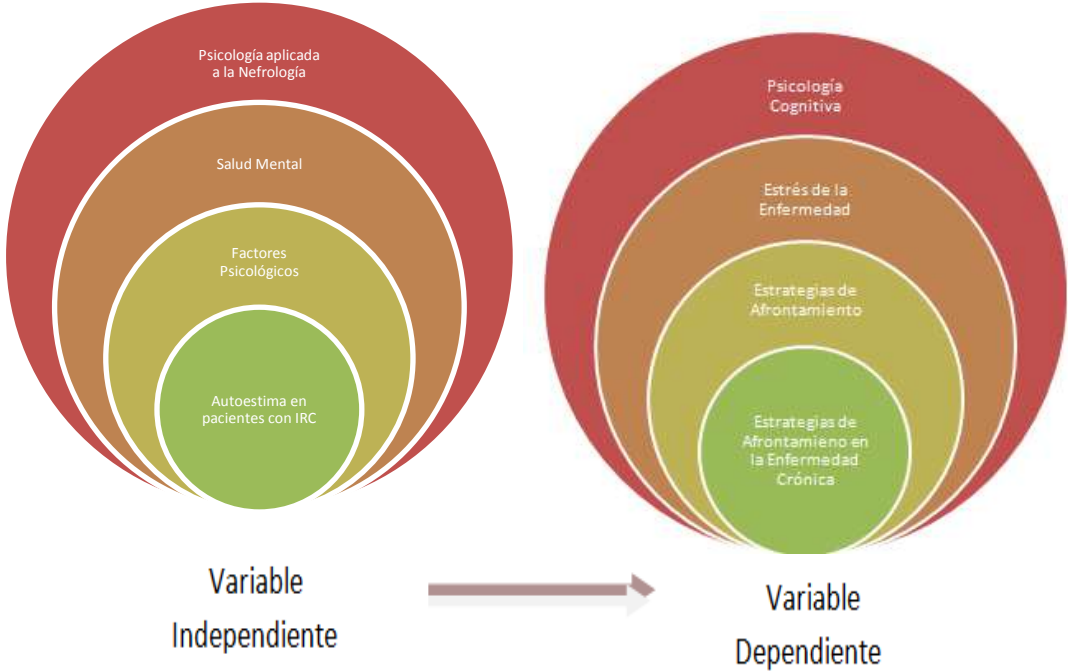 Psicología aplicada
a la Nefrología
Salud Mental
Factores
Psicológicos
Autoestima en
pacientes con IRC
Variable
Independiente
Psicología
Cognitiva
Estrés de la
Enfermedad
Estrategias de
Afrontamiento
Estrategias de
Afrontamieno en
la Enfermedad
Crónica
Variable
Dependiente